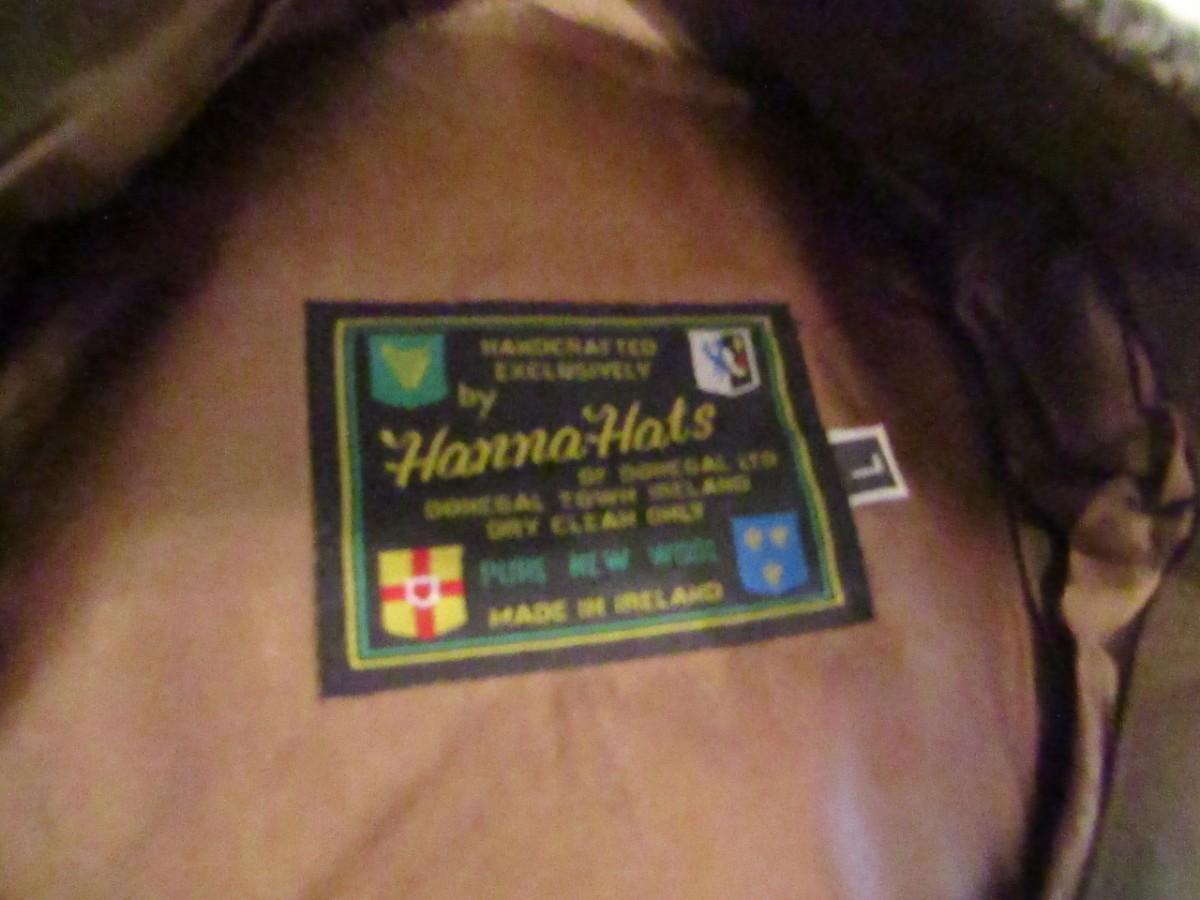 HANDCRAFTED
EXCLUSIVELY
by
Hanna Hats
OF DONEGAL LTD
DONEGAL TOWN IRELAND
DRY CLEAN ONLY
PURE NEW WOOL
MADE IN IRELAND
L